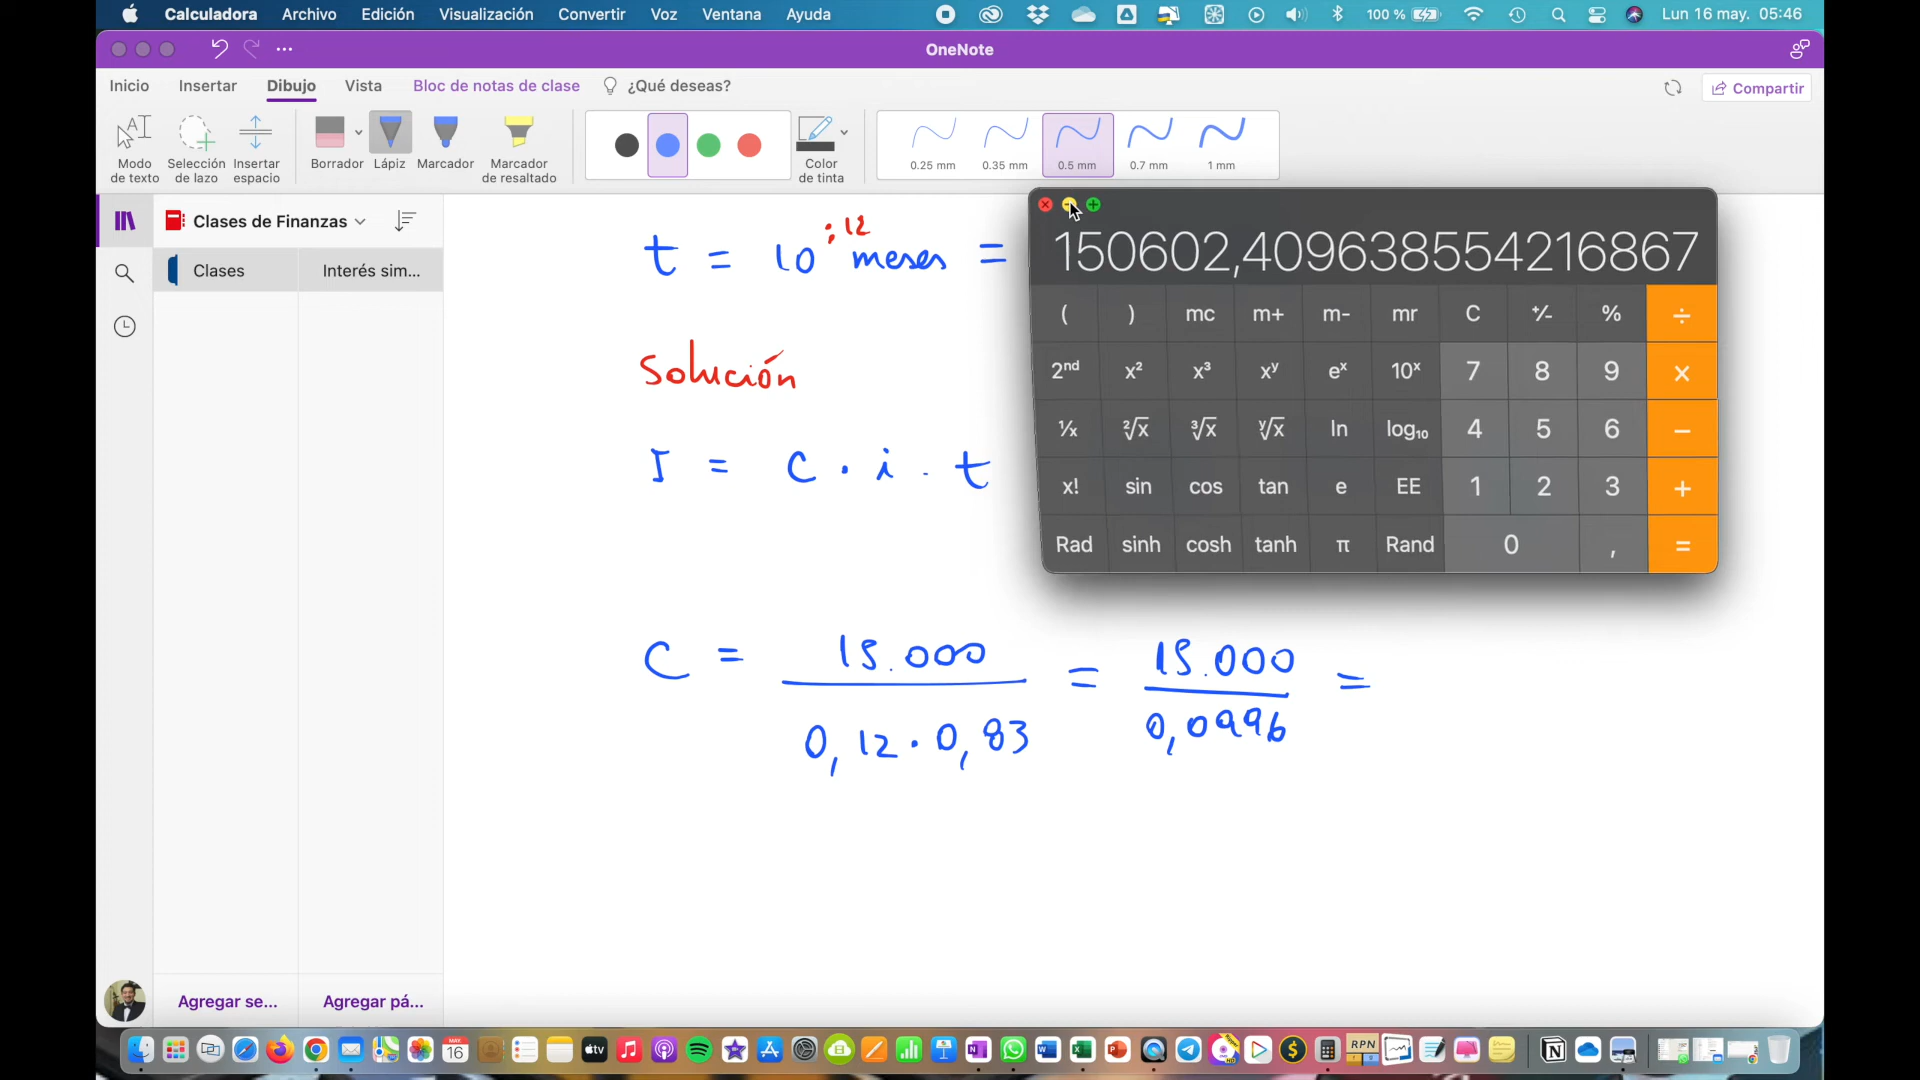 Calculadora Archivo Edición Visualización Convertir Voz Ventana Ayuda 100 % Lun 16 may. 05:46
OneNote
Inicio Insertar Dibujo Vista Bloc de notas de clase ¿Qué deseas? Compartir
Modo de texto
Selección de lazo
Insertar espacio
Borrador
Lápiz
Marcador
Marcador de resaltado
Color de tinta
0.25 mm 0.35 mm 0.5 mm 0.7 mm 1 mm
Clases de Finanzas
Clases Interés sim...
t = 10 :12 meses =
Solución
I = C · i · t
C = 15.000 / 0,12 · 0,83 = 15.000 / 0,0996 =
150602,409638554216867
( ) mc m+ m- mr C +/- % ÷
2nd x² x³ xʸ eˣ 10ˣ 7 8 9 ×
1/x ²√x ³√x ʸ√x ln log₁₀ 4 5 6 −
x! sin cos tan e EE 1 2 3 +
Rad sinh cosh tanh π Rand 0 , =
Agregar se... Agregar pá...
MAY 16
tv
RPN